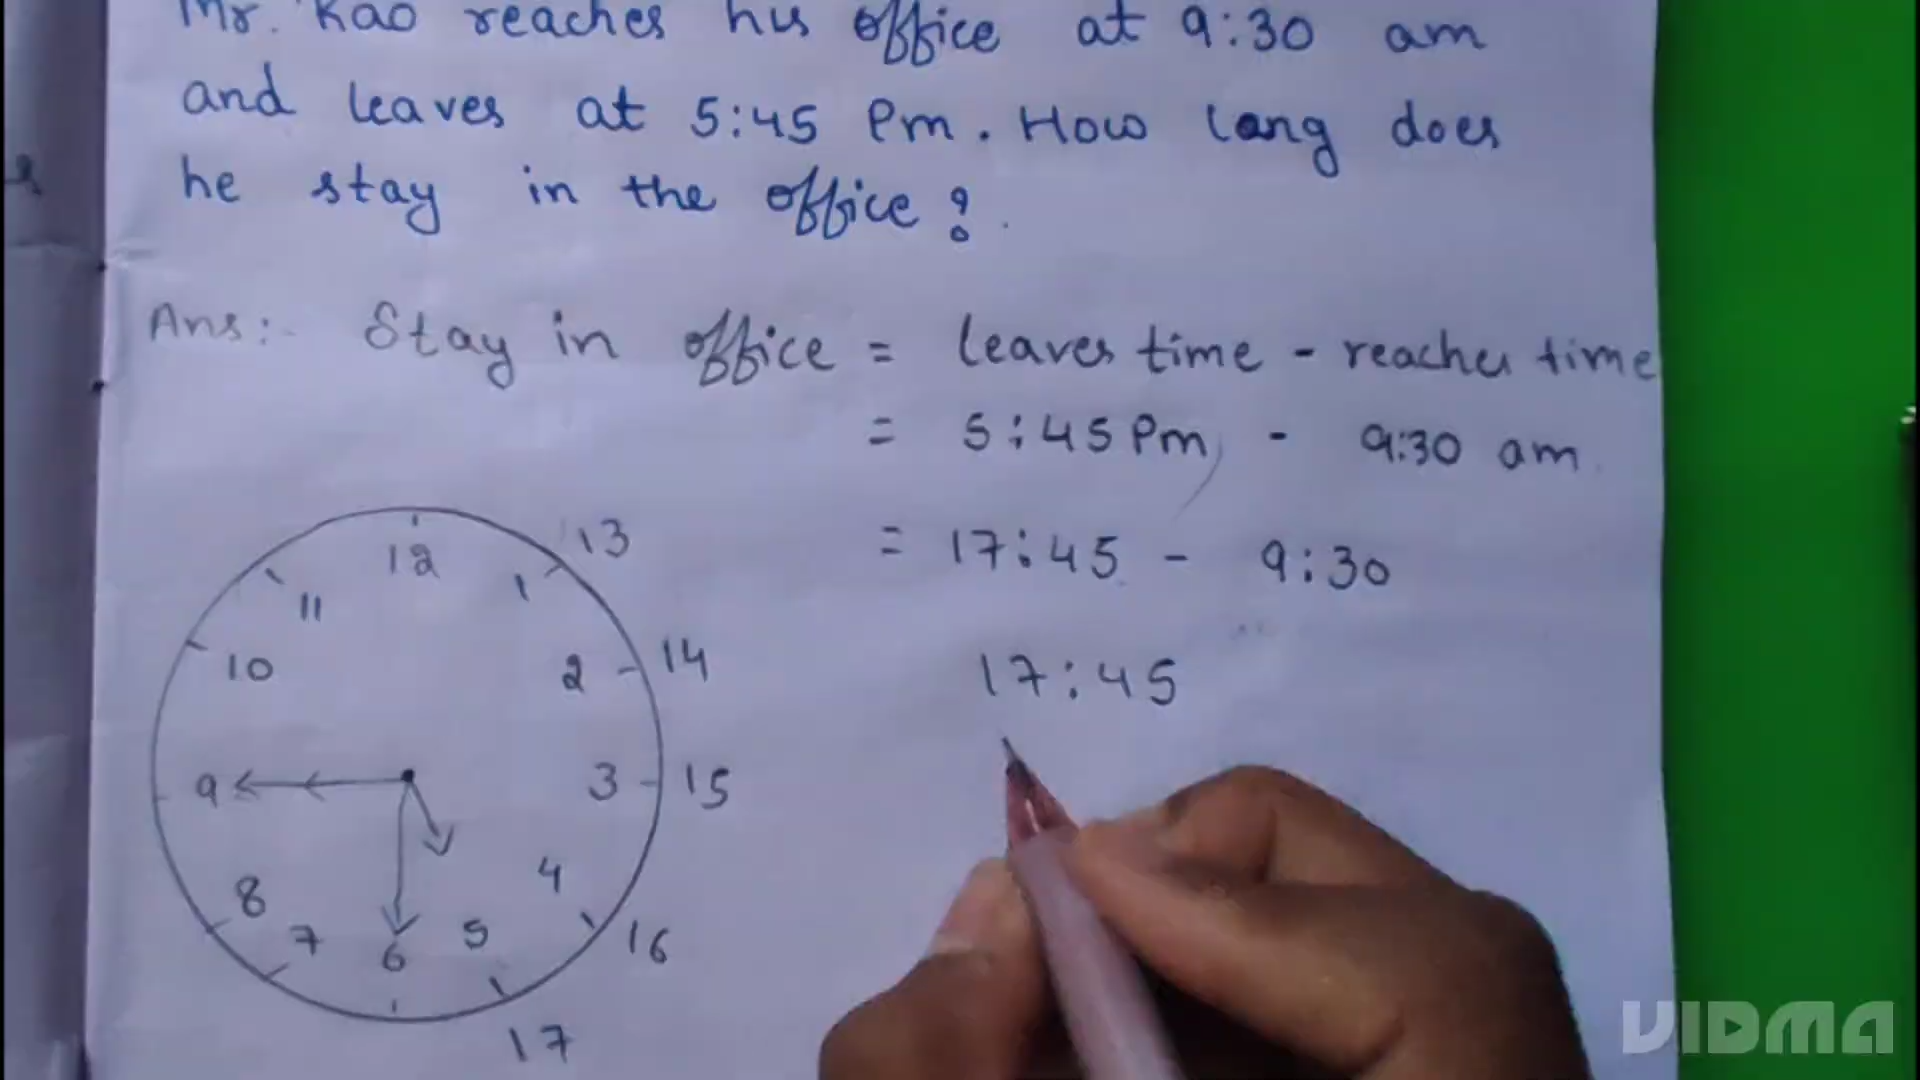 Mr. Rao reaches his office at 9:30 am
and leaves at 5:45 Pm. How long does
he stay in the office?
Ans:- Stay in office = leaves time - reaches time
= 5:45 Pm - 9:30 am
= 17:45 - 9:30
17:45
12
13
11
1
10
2
14
9
3
15
8
4
7
6
5
16
17
VIDMA